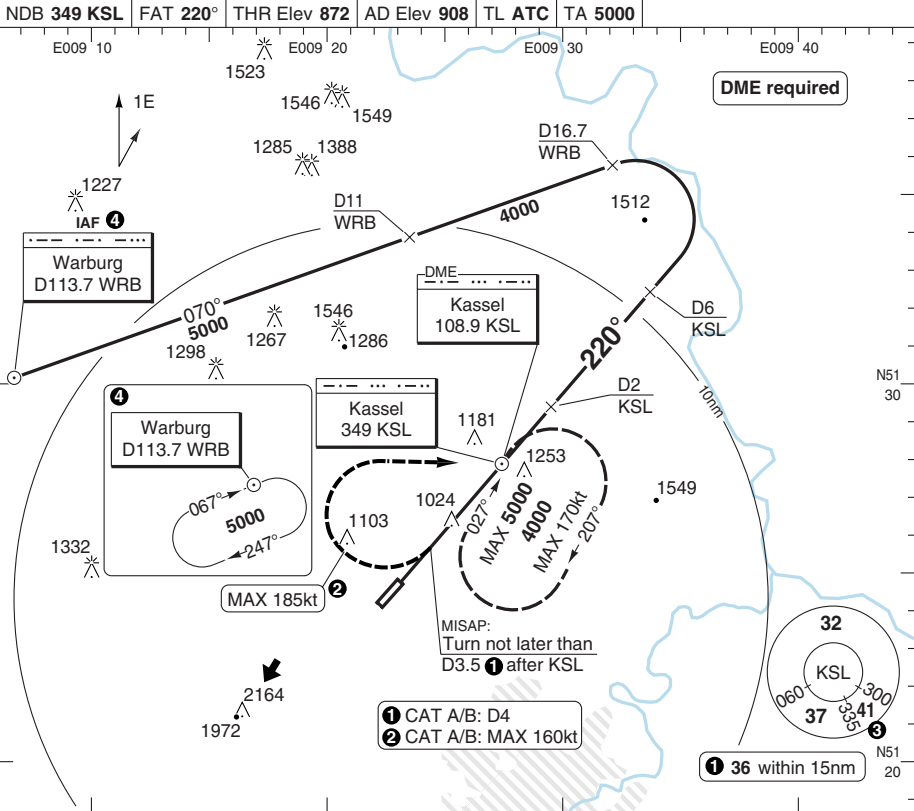 NDB 349 KSL FAT 220° THR Elev 872 AD Elev 908 TL ATC TA 5000
E009 10 E009 20 E009 30 E009 40
1523
DME required
1E
1546
1549
D16.7
WRB
1285 1388
1227
IAF 4
D11
WRB
4000
1512
Warburg
D113.7 WRB
DME
Kassel
108.9 KSL
070°
5000
1267
1546
1286
D6
KSL
1298
220°
N51
30
10nm
4
Warburg
D113.7 WRB
067°
5000
247°
Kassel
349 KSL
D2
KSL
1181
1253
1024
1103
027°
MAX 5000
4000
MAX 170kt
207°
1549
1332
MAX 185kt 2
MISAP:
Turn not later than
D3.5 1 after KSL
32
KSL
060
300
335
37
41
3
2164
1972
1 CAT A/B: D4
2 CAT A/B: MAX 160kt
1 36 within 15nm
N51
20